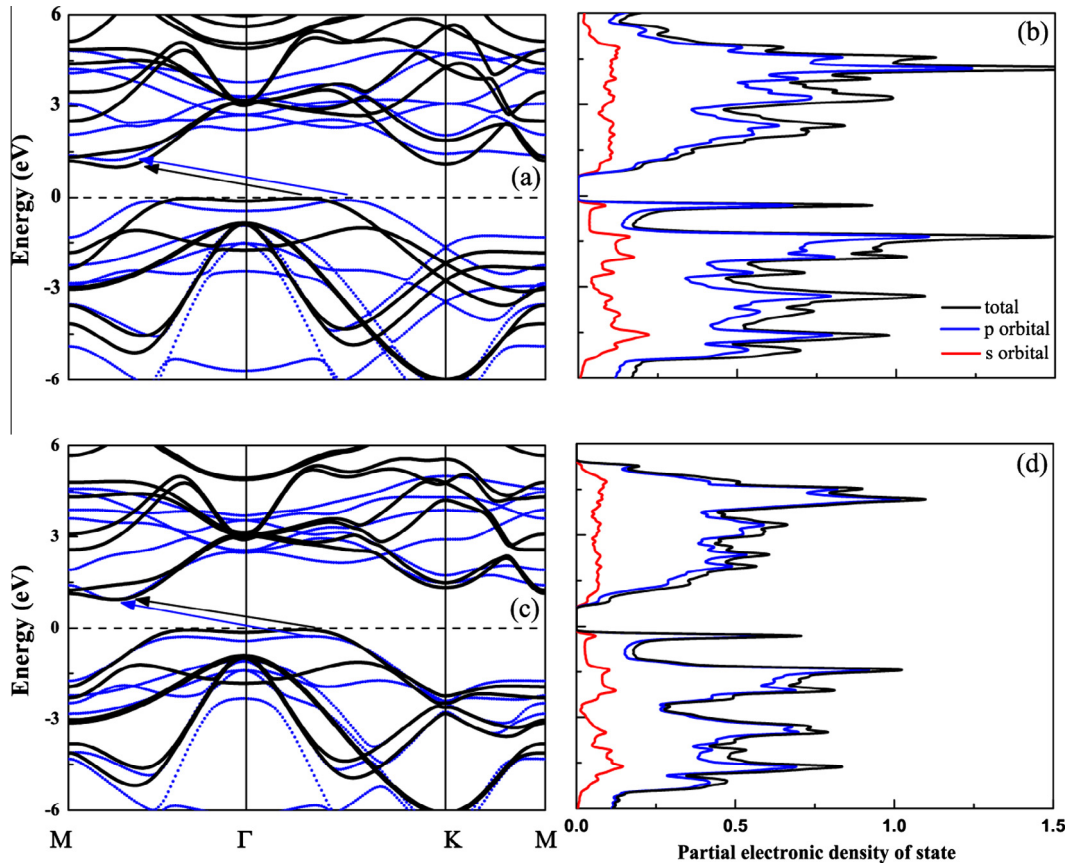 6
3
0
-3
-6
Energy (eV)
(a)
(b)
total
p orbital
s orbital
6
3
0
-3
-6
Energy (eV)
(c)
(d)
M
Γ
K
M
0.0
0.5
1.0
1.5
Partial electronic density of state